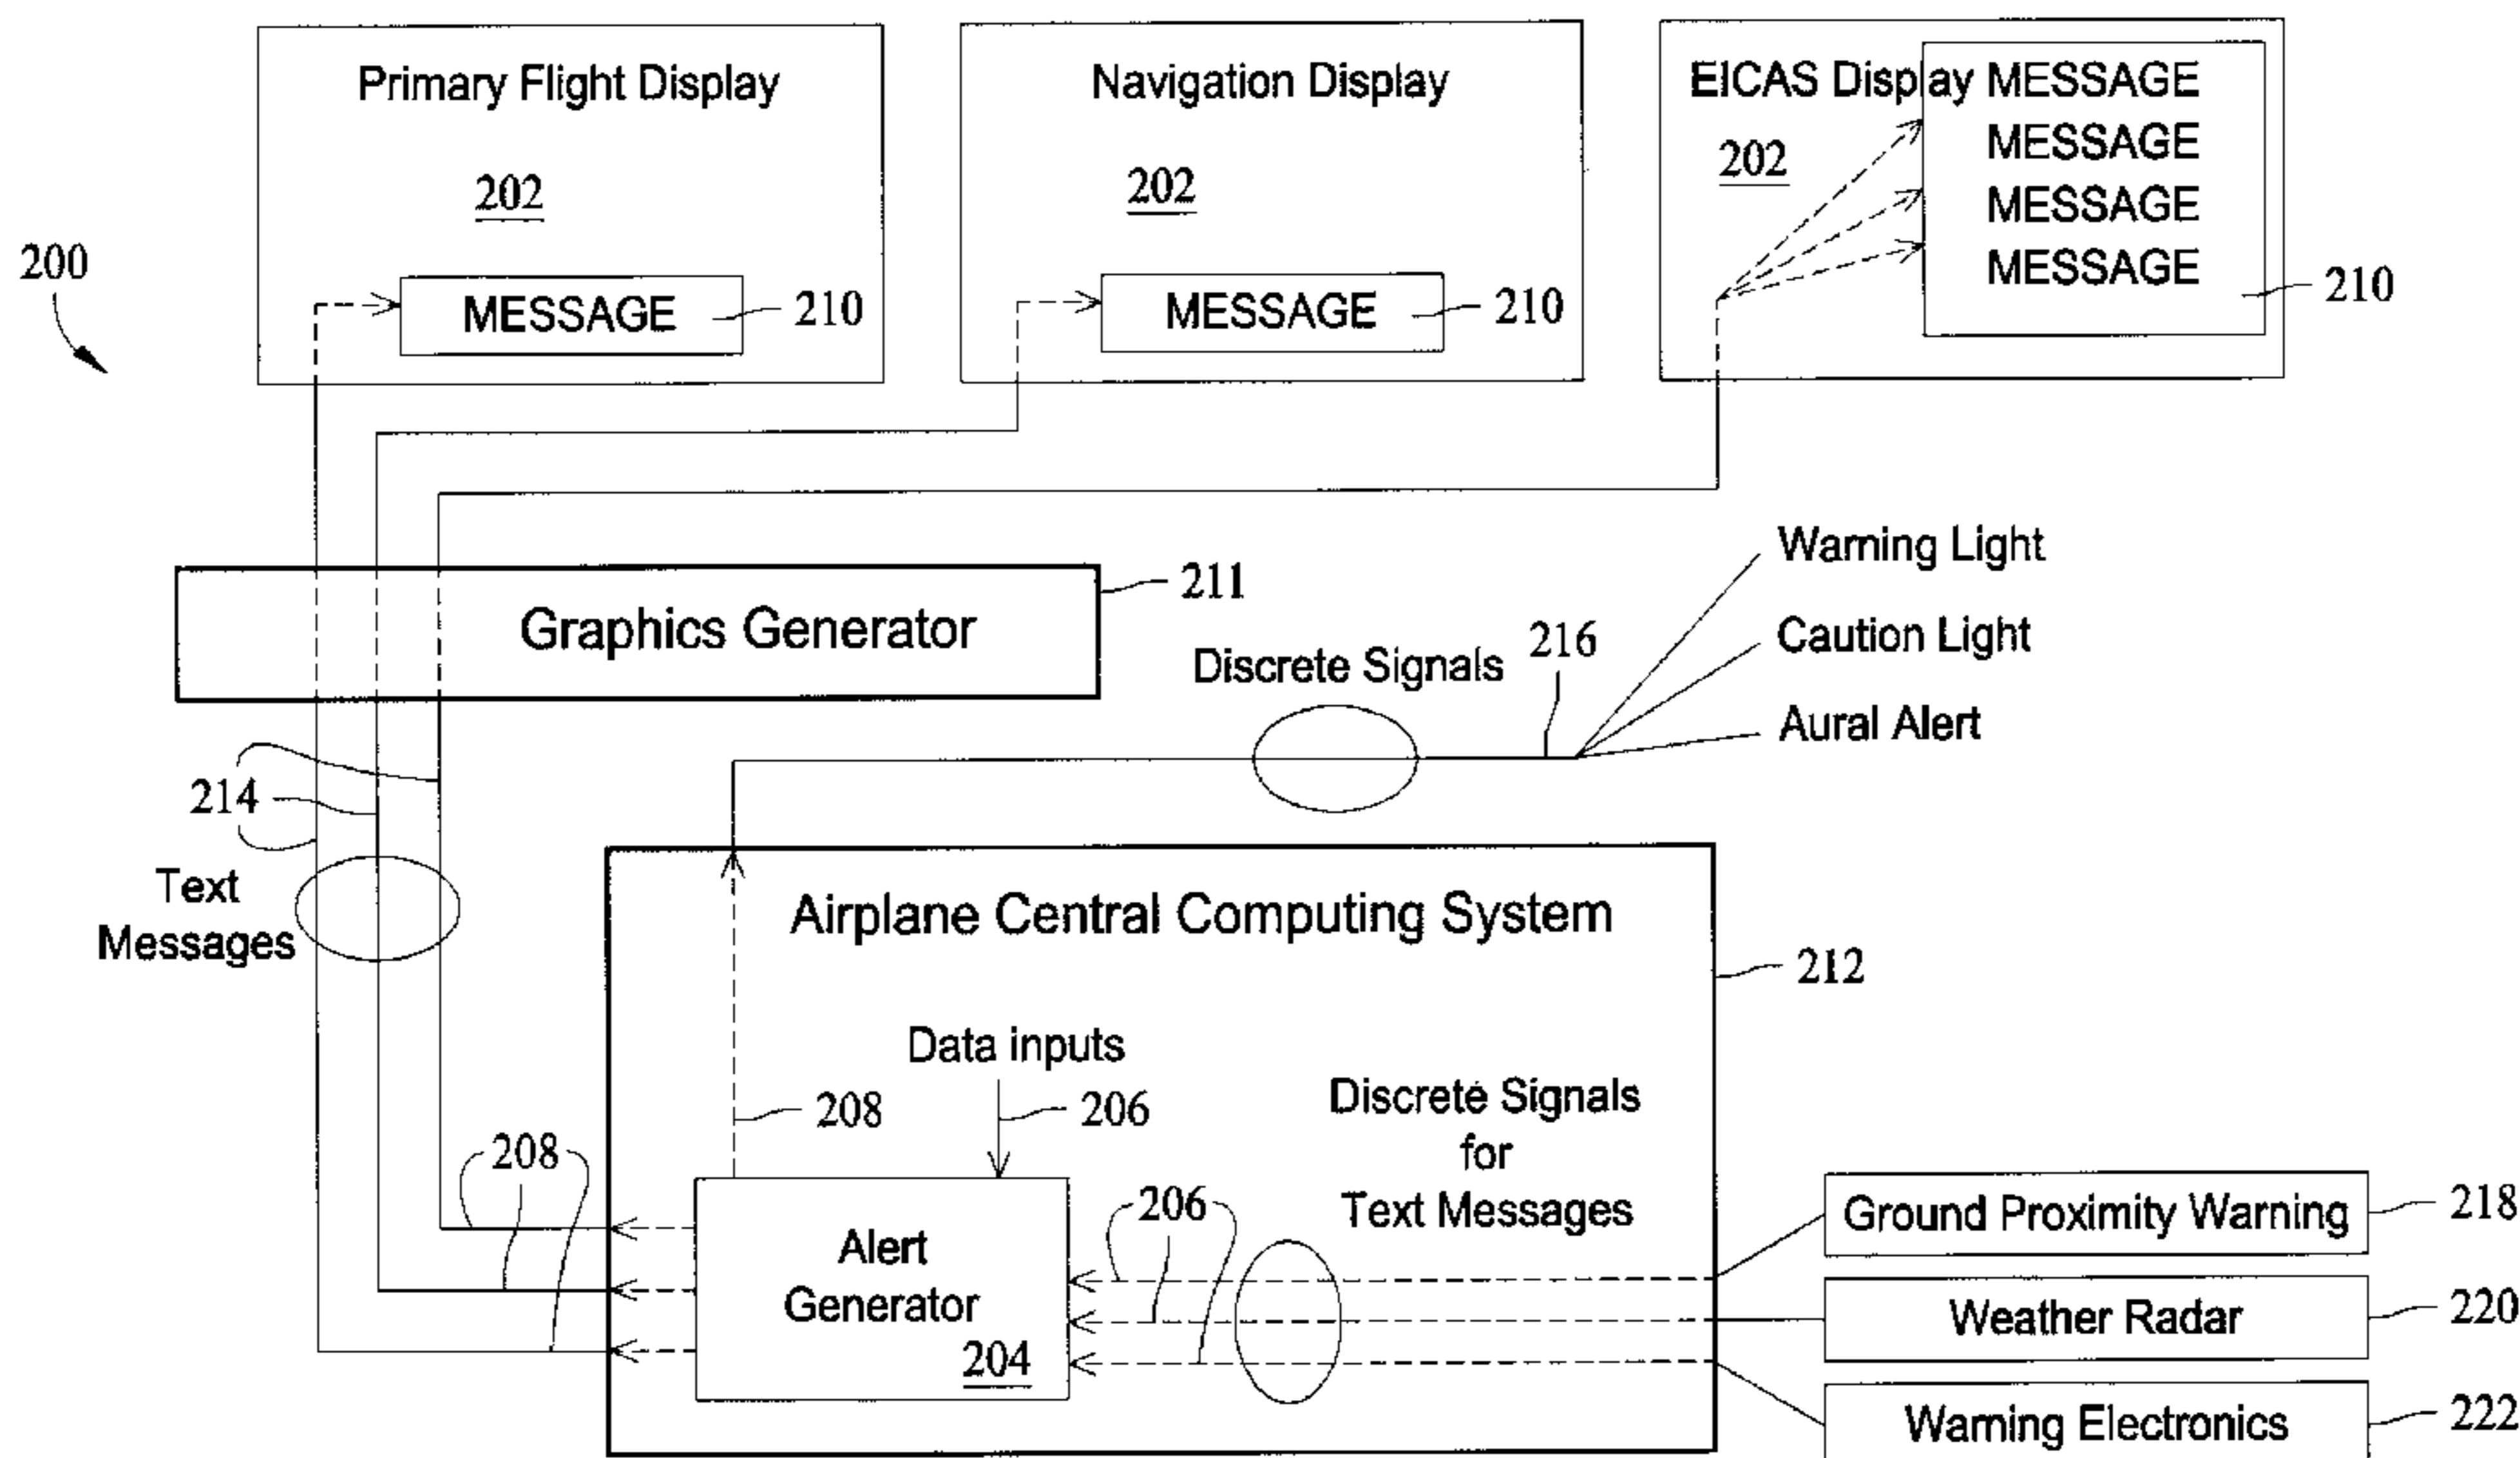 Primary Flight Display
202
MESSAGE
210
Navigation Display
202
MESSAGE
210
EICAS Display
202
MESSAGE
MESSAGE
MESSAGE
MESSAGE
210
200
Graphics Generator
211
Warning Light
Caution Light
Aural Alert
Discrete Signals
216
214
Text
Messages
Airplane Central Computing System
212
Data inputs
208
206
Discrete Signals
for
Text Messages
208
206
Alert
Generator
204
Ground Proximity Warning
218
Weather Radar
220
Warning Electronics
222